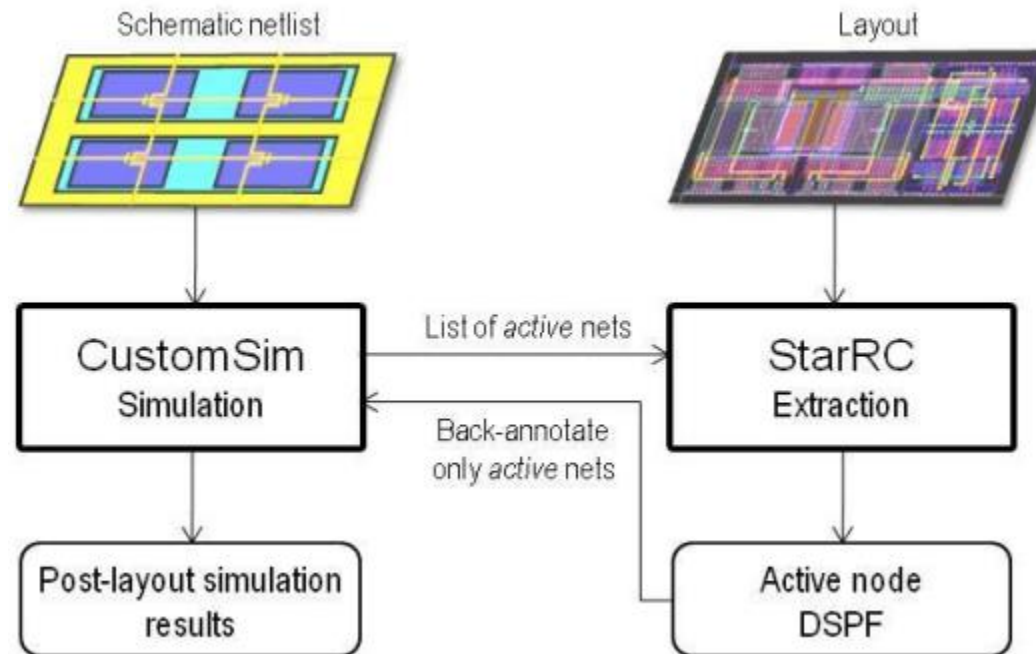 Schematic netlist
Layout
CustomSim
Simulation
List of active nets
StarRC
Extraction
Back-annotate
only active nets
Post-layout simulation
results
Active node
DSPF